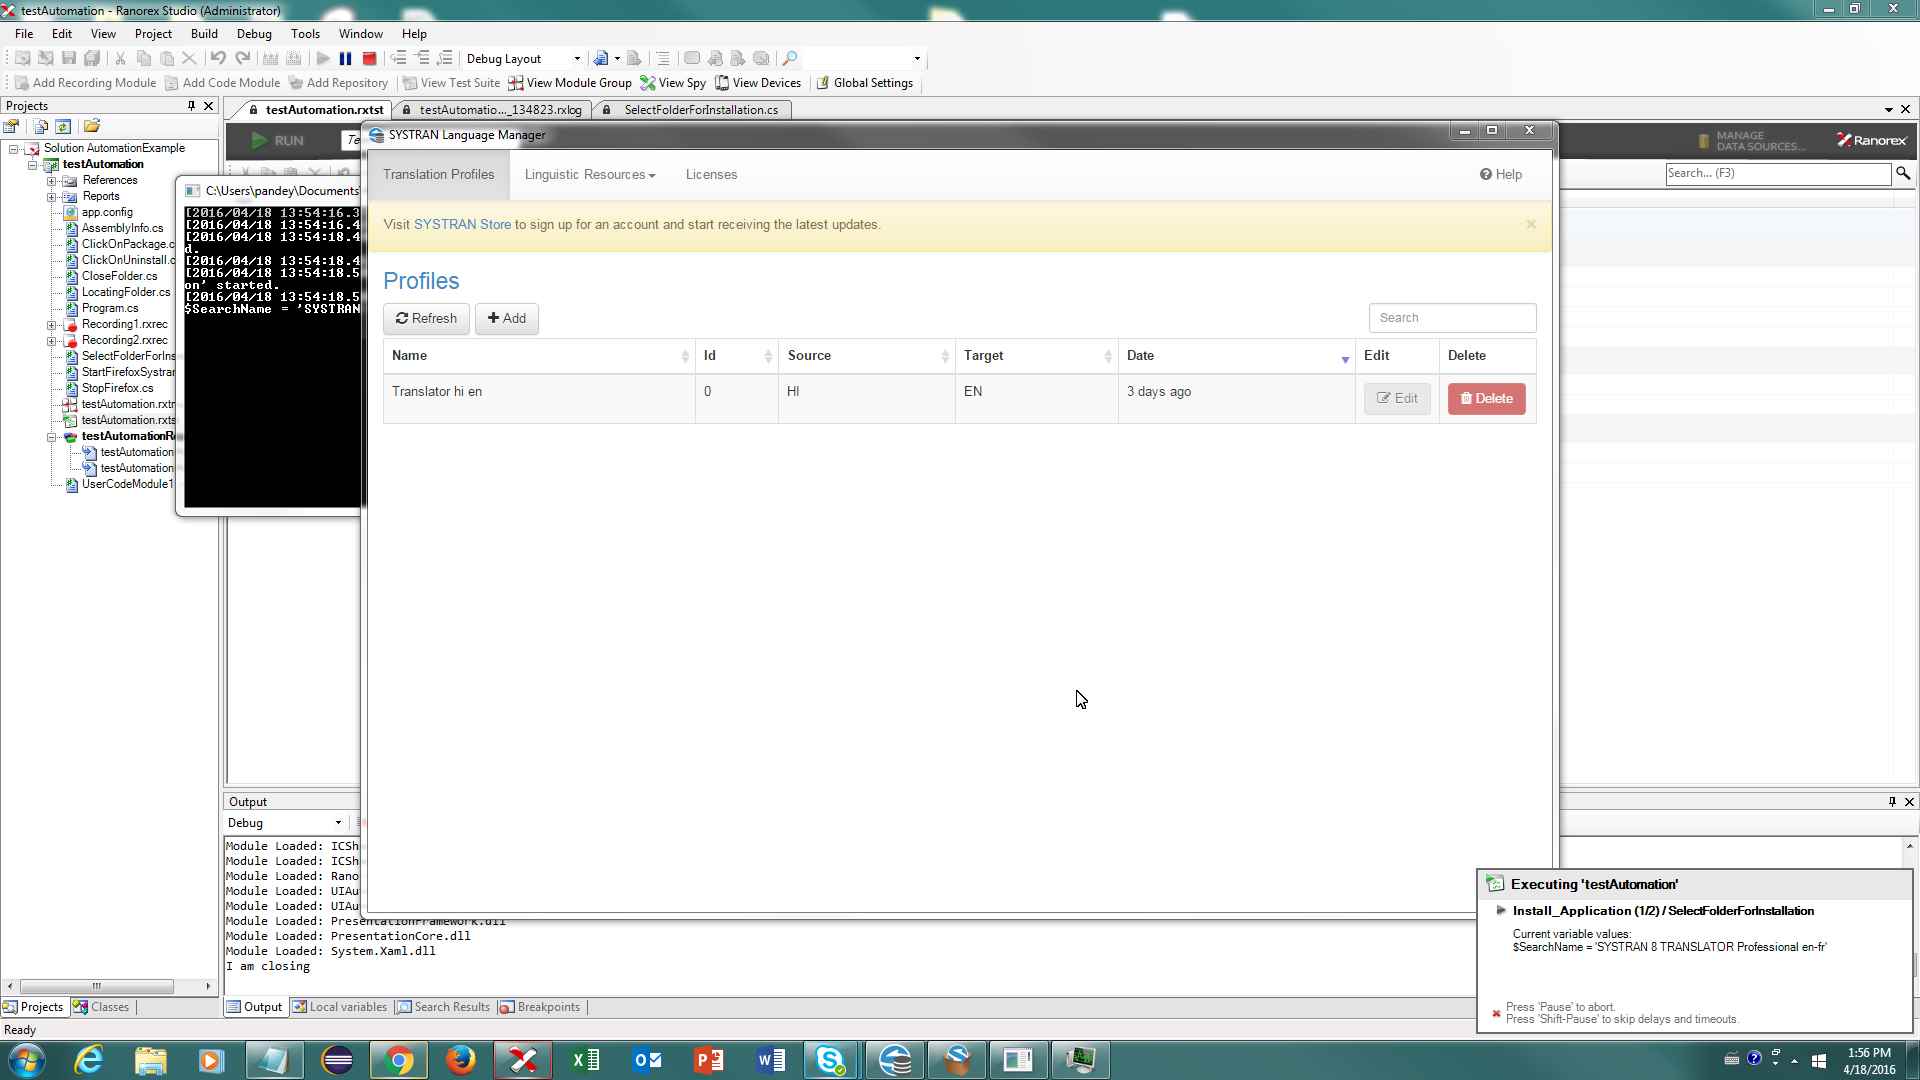 testAutomation - Ranorex Studio (Administrator)
File Edit View Project Build Debug Tools Window Help
Debug Layout
Add Recording Module Add Code Module Add Repository View Test Suite View Module Group View Spy View Devices Global Settings
Projects
testAutomation.rxtst testAutomatio..._134823.rxlog SelectFolderForInstallation.cs
RUN Te
MANAGE
DATA SOURCES...
Ranorex
Search... (F3)
Solution AutomationExample
testAutomation
References
Reports
app.config
AssemblyInfo.cs
ClickOnPackage.c
ClickOnUninstall.c
CloseFolder.cs
LocatingFolder.cs
Program.cs
Recording1.rxrec
Recording2.rxrec
SelectFolderForIns
StartFirefoxSystrar
StopFirefox.cs
testAutomation.rxtr
testAutomation.rxts
testAutomationRe
testAutomation
testAutomation
UserCodeModule1
C:\Users\pandey\Documents\
[2016/04/18 13:54:16.3
[2016/04/18 13:54:16.4
[2016/04/18 13:54:18.4
d.
[2016/04/18 13:54:18.4
[2016/04/18 13:54:18.5
on' started.
[2016/04/18 13:54:18.5
$SearchName = 'SYSTRAN
SYSTRAN Language Manager
Translation Profiles Linguistic Resources Licenses Help
Visit SYSTRAN Store to sign up for an account and start receiving the latest updates.
×
Profiles
Refresh Add Search
Name Id Source Target Date Edit Delete
Translator hi en 0 HI EN 3 days ago Edit Delete
Output
Debug
Module Loaded: ICSh
Module Loaded: ICSh
Module Loaded: Rano
Module Loaded: UIAu
Module Loaded: UIAu
Module Loaded: PresentationFramework.dll
Module Loaded: PresentationCore.dll
Module Loaded: System.Xaml.dll
I am closing
Executing 'testAutomation'
Install_Application (1/2) / SelectFolderForInstallation
Current variable values:
$SearchName = 'SYSTRAN 8 TRANSLATOR Professional en-fr'
Press 'Pause' to abort.
Press 'Shift-Pause' to skip delays and timeouts.
Projects Classes
Output Local variables Search Results Breakpoints
Ready
1:56 PM
4/18/2016